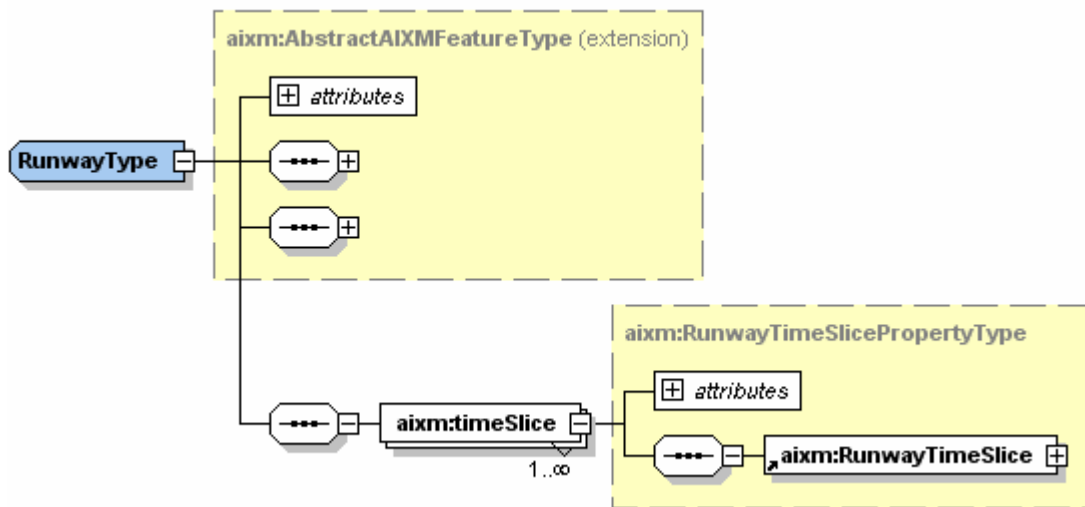 aixm:AbstractAIXMFeatureType (extension)
attributes
RunwayType
aixm:RunwayTimeSlicePropertyType
attributes
aixm:timeSlice
1..∞
aixm:RunwayTimeSlice